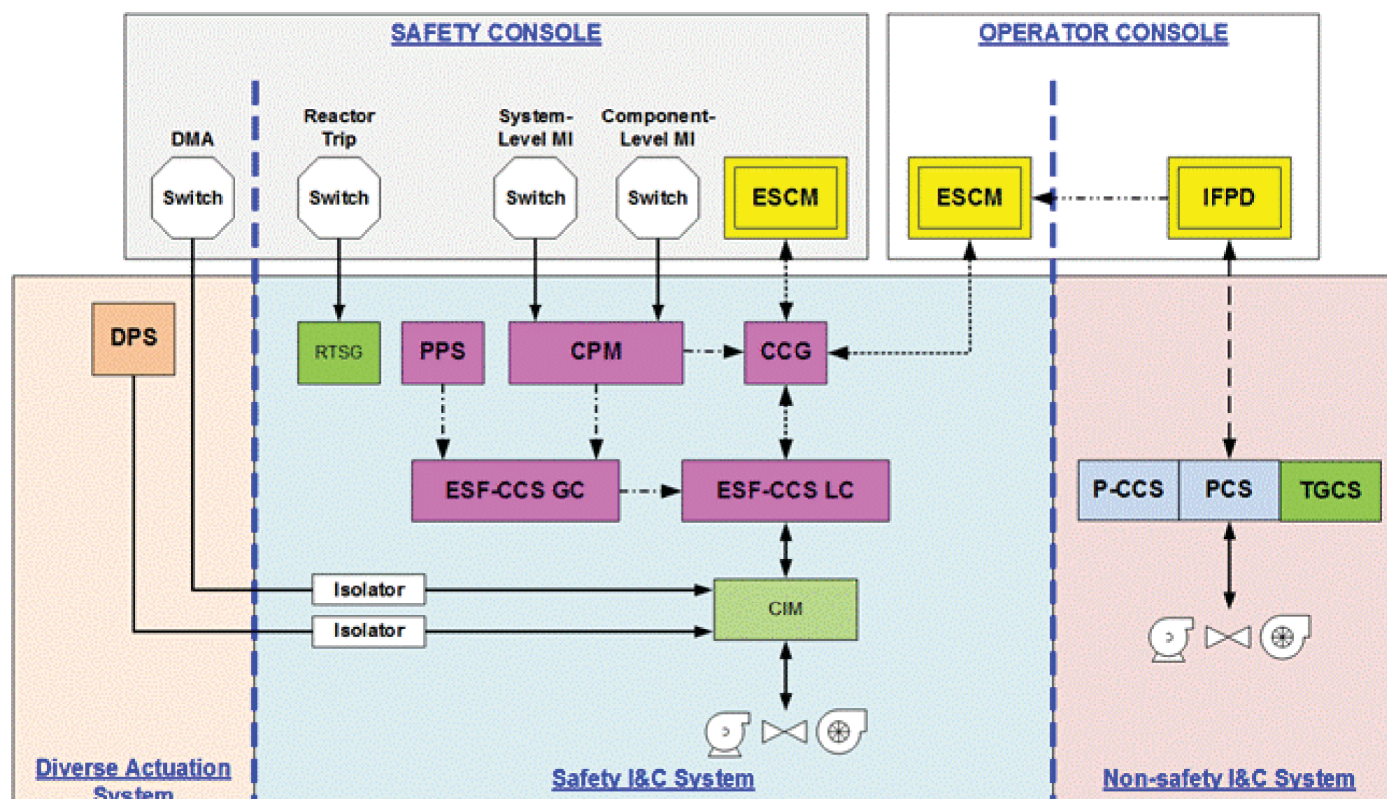 SAFETY CONSOLE
OPERATOR CONSOLE
DMA
Reactor
Trip
System-
Level MI
Component-
Level MI
Switch
Switch
Switch
Switch
ESCM
ESCM
IFPD
DPS
RTSG
PPS
CPM
CCG
ESF-CCS GC
ESF-CCS LC
P-CCS
PCS
TGCS
Isolator
Isolator
CIM
Diverse Actuation
System
Safety I&C System
Non-safety I&C System